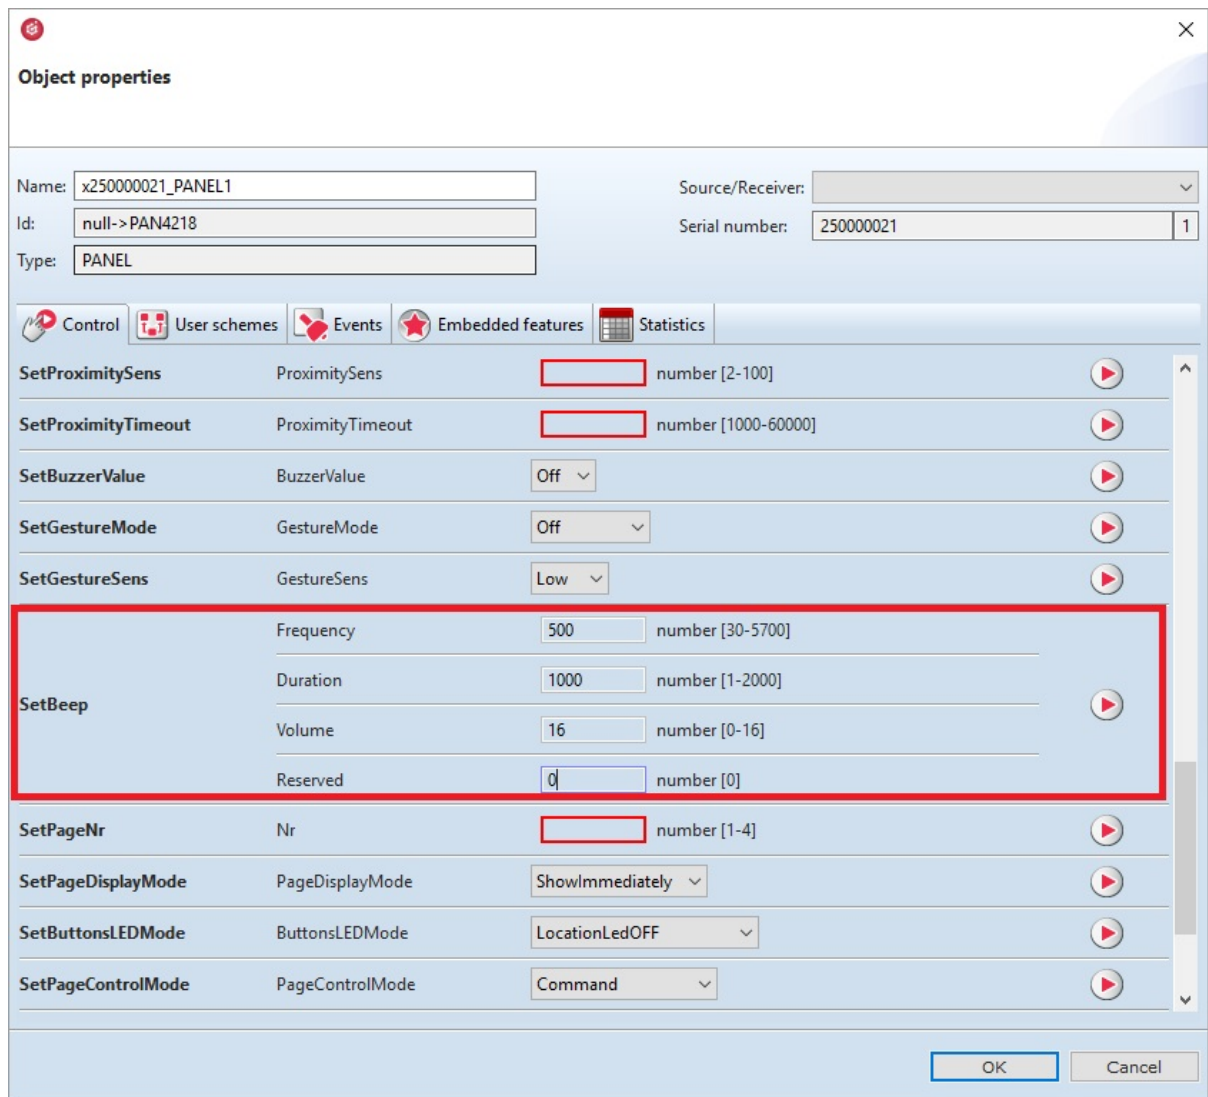 Object properties
Name: x250000021_PANEL1 Source/Receiver:
Id: null->PAN4218 Serial number: 250000021 1
Type: PANEL
Control User schemes Events Embedded features Statistics
SetProximitySens ProximitySens number [2-100]
SetProximityTimeout ProximityTimeout number [1000-60000]
SetBuzzerValue BuzzerValue Off
SetGestureMode GestureMode Off
SetGestureSens GestureSens Low
Frequency 500 number [30-5700]
Duration 1000 number [1-2000]
SetBeep
Volume 16 number [0-16]
Reserved 0 number [0]
SetPageNr Nr number [1-4]
SetPageDisplayMode PageDisplayMode ShowImmediately
SetButtonsLEDMode ButtonsLEDMode LocationLedOFF
SetPageControlMode PageControlMode Command
OK Cancel